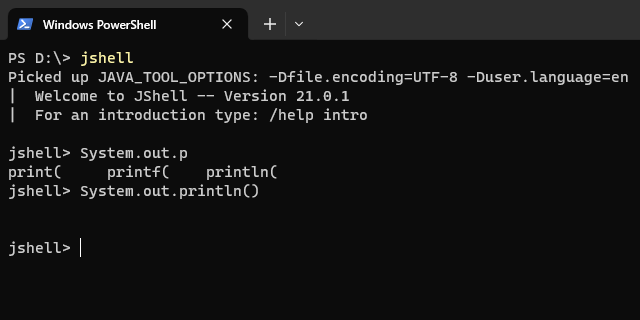 Windows PowerShell
PS D:\> jshell
Picked up JAVA_TOOL_OPTIONS: -Dfile.encoding=UTF-8 -Duser.language=en
|  Welcome to JShell -- Version 21.0.1
|  For an introduction type: /help intro
jshell> System.out.p
print(     printf(    println(
jshell> System.out.println()
jshell>